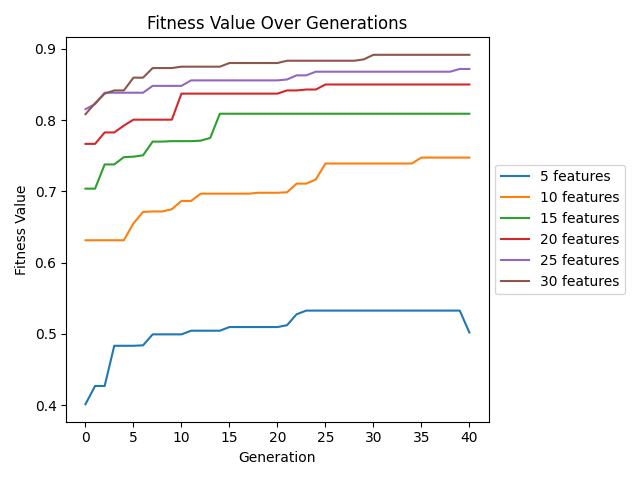 Fitness Value Over Generations
Fitness Value
0.9
0.8
0.7
0.6
0.5
0.4
0 5 10 15 20 25 30 35 40
Generation
5 features
10 features
15 features
20 features
25 features
30 features